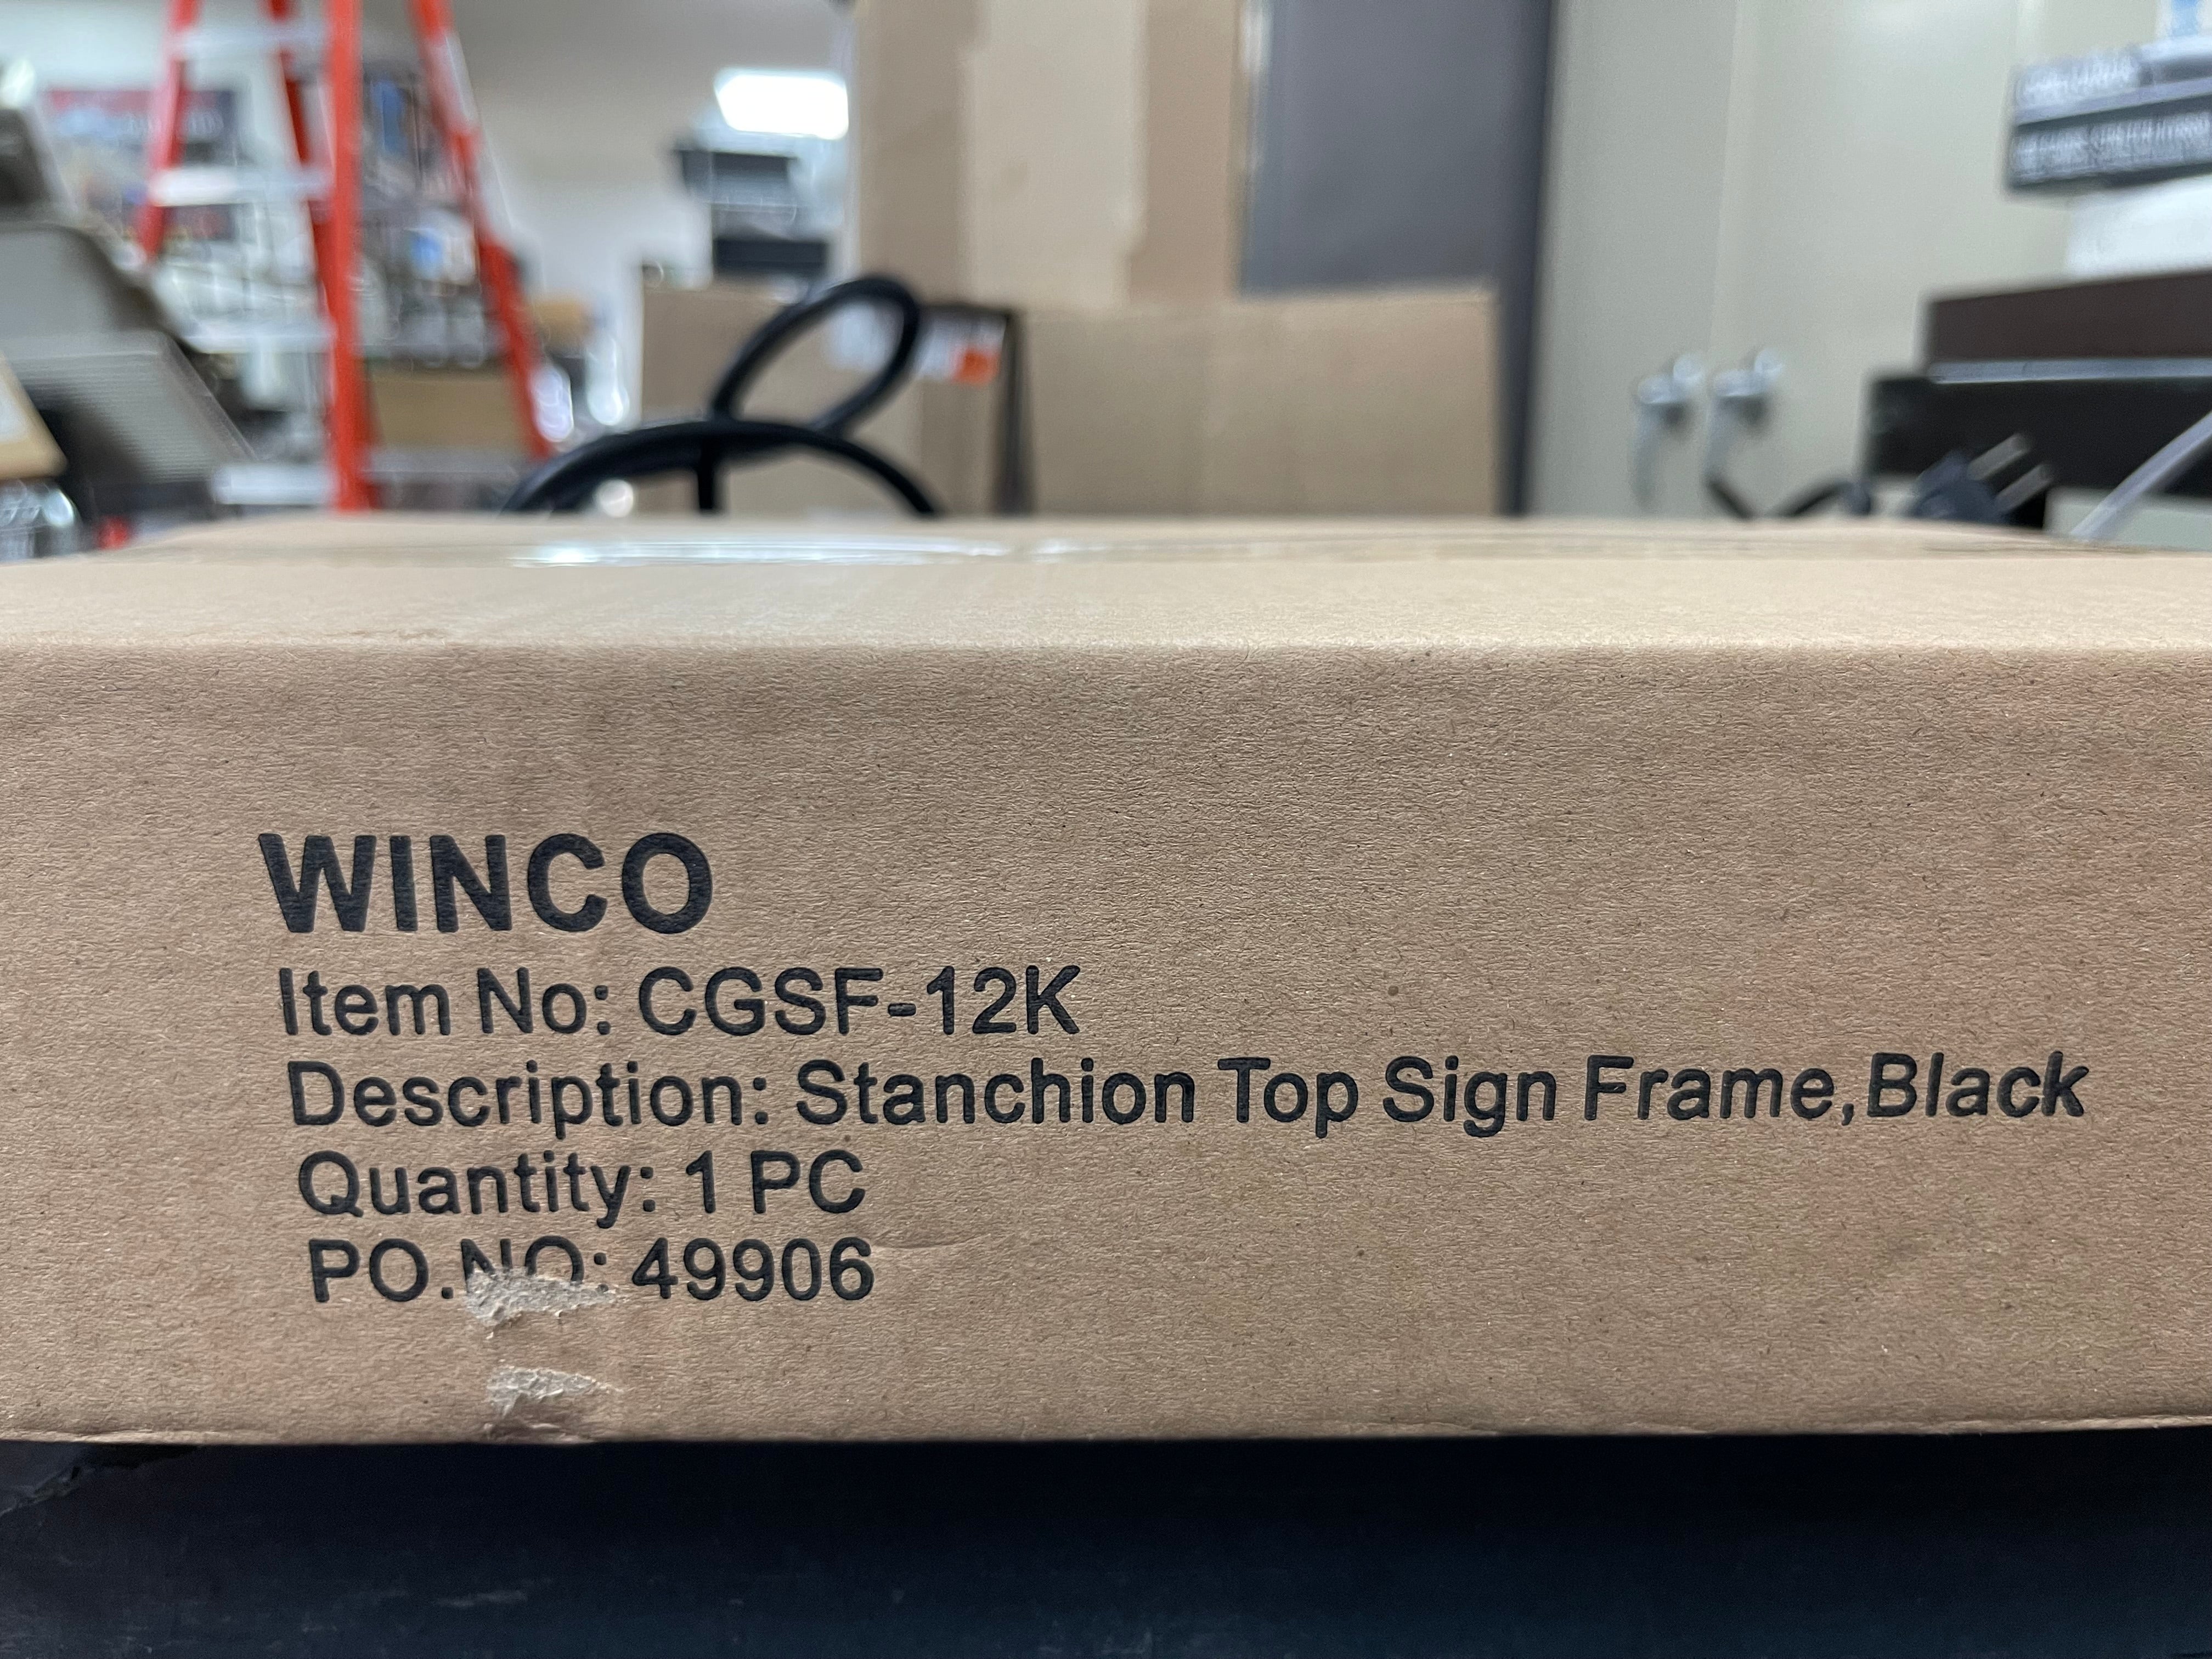 WINCO
Item No: CGSF-12K
Description: Stanchion Top Sign Frame,Black
Quantity: 1 PC
PO.NO: 49906